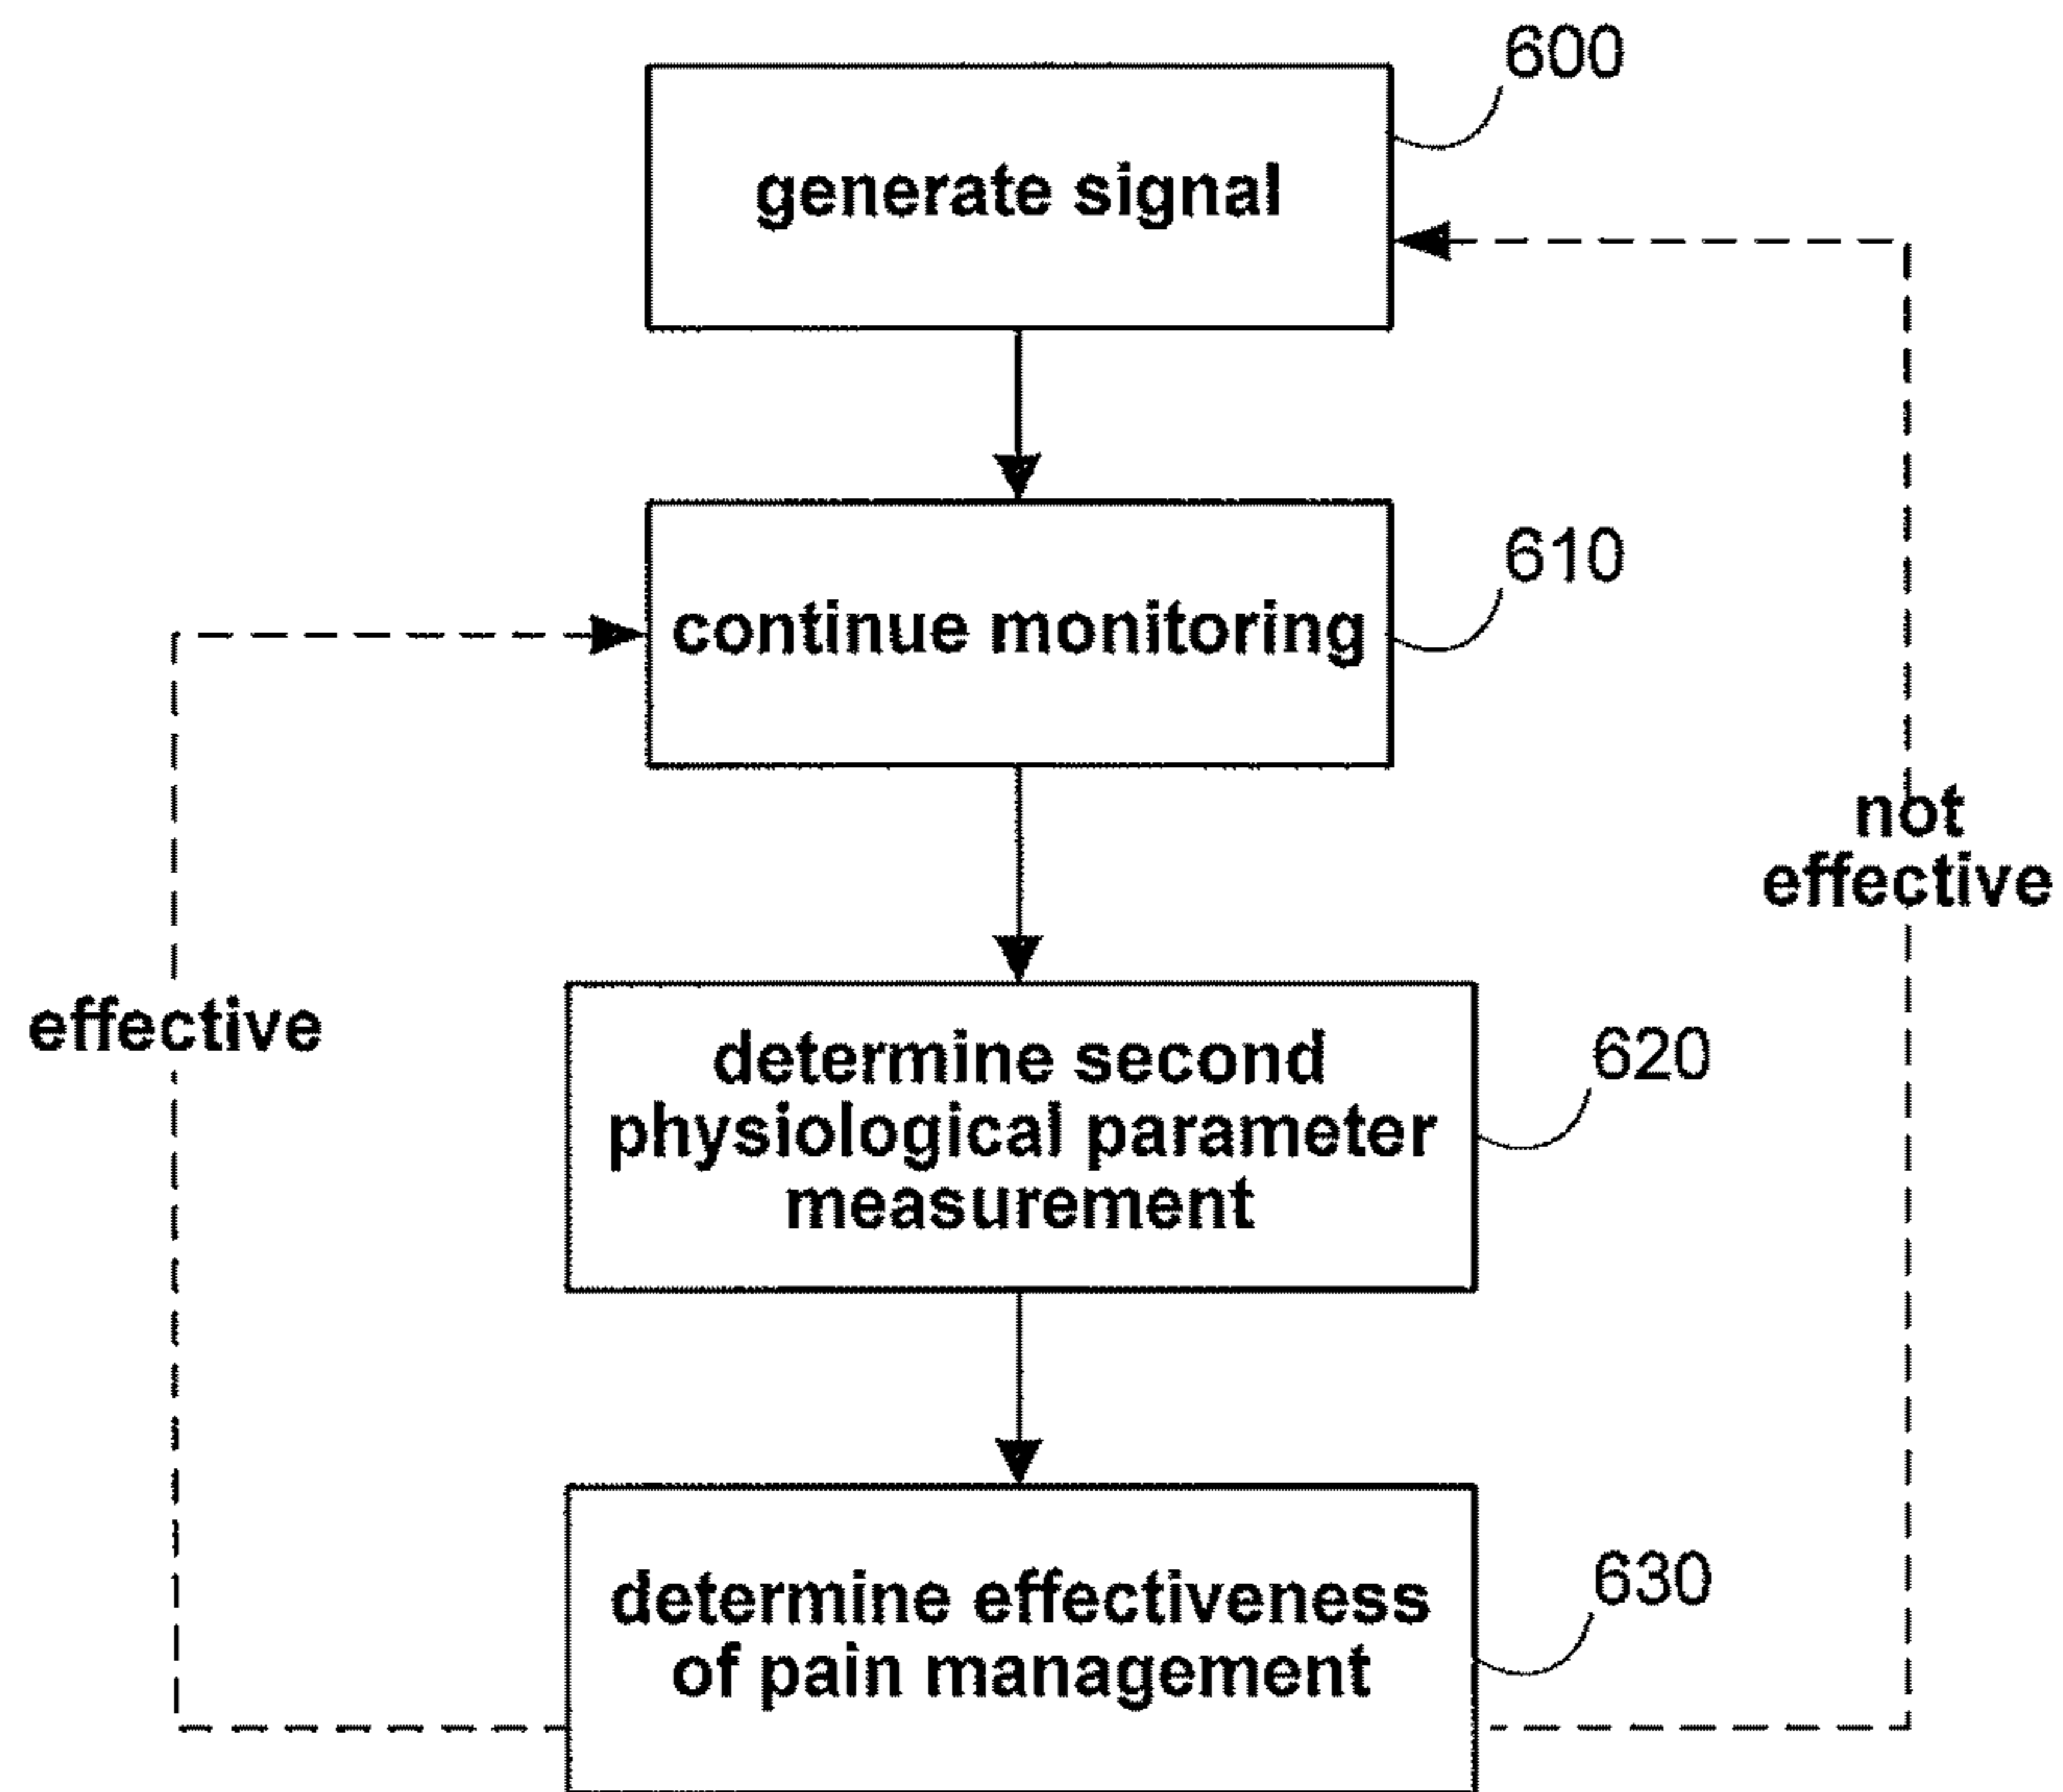 600
generate signal
610
continue monitoring
not
effective
effective
determine second
physiological parameter
measurement
620
630
determine effectiveness
of pain management